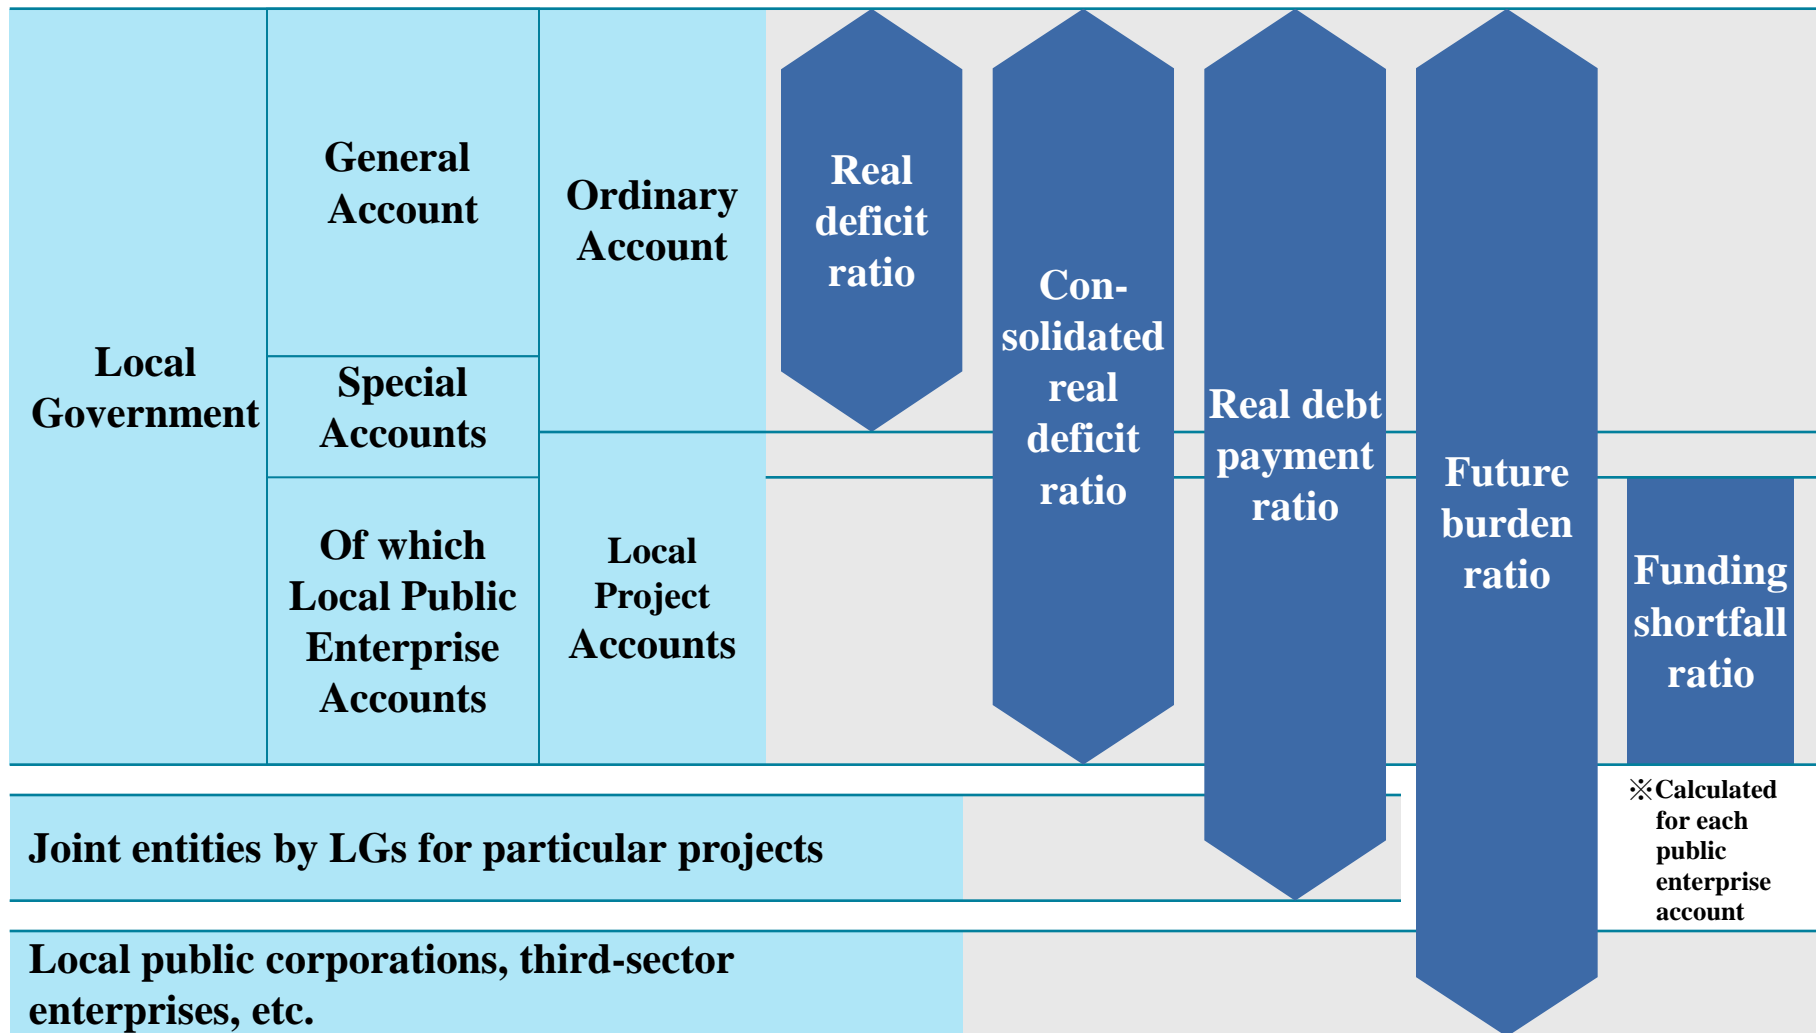 Local
Government
General
Account
Special
Accounts
Of which
Local Public
Enterprise
Accounts
Ordinary
Account
Local
Project
Accounts
Real
deficit
ratio
Con-
solidated
real
deficit
ratio
Real debt
payment
ratio
Future
burden
ratio
Funding
shortfall
ratio
※Calculated
for each
public
enterprise
account
Joint entities by LGs for particular projects
Local public corporations, third-sector
enterprises, etc.